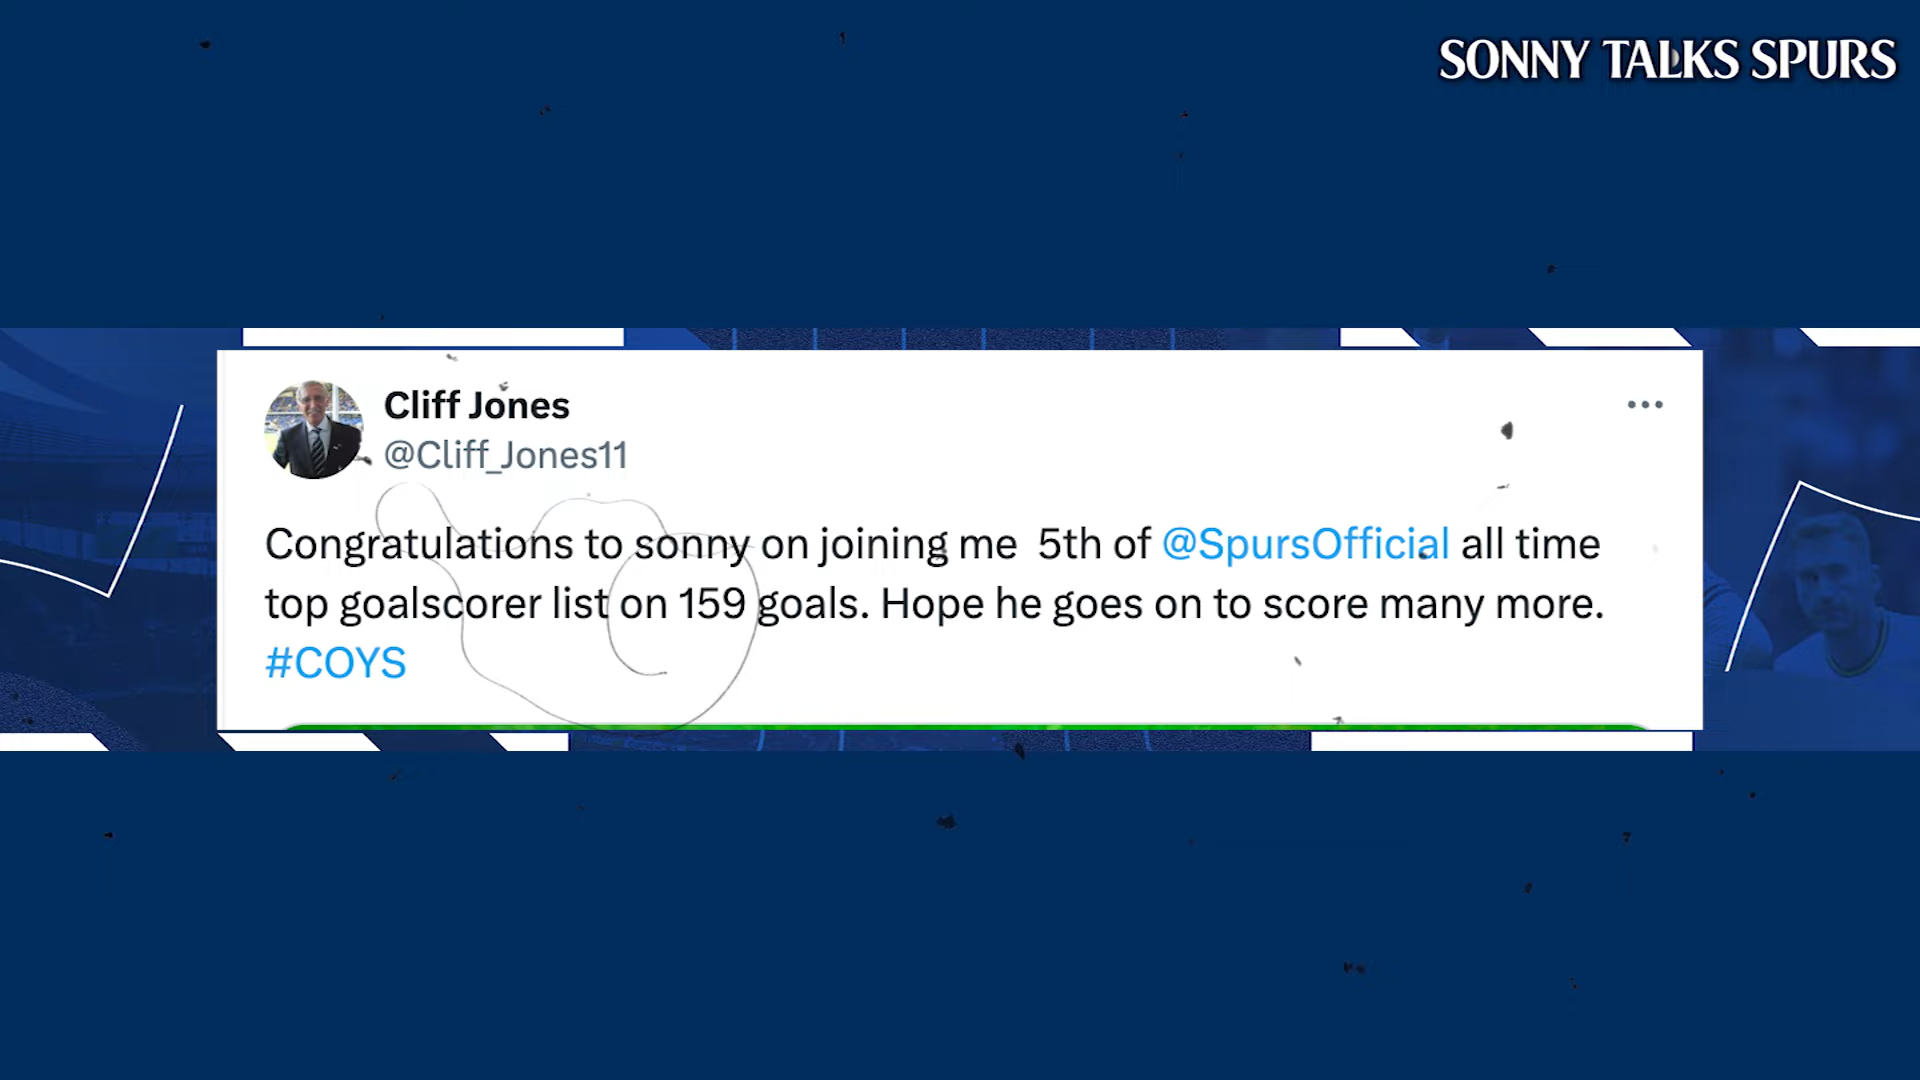 SONNY TALKS SPURS
Cliff Jones
@Cliff_Jones11
Congratulations to sonny on joining me  5th of @SpursOfficial all time
top goalscorer list on 159 goals. Hope he goes on to score many more.
#COYS